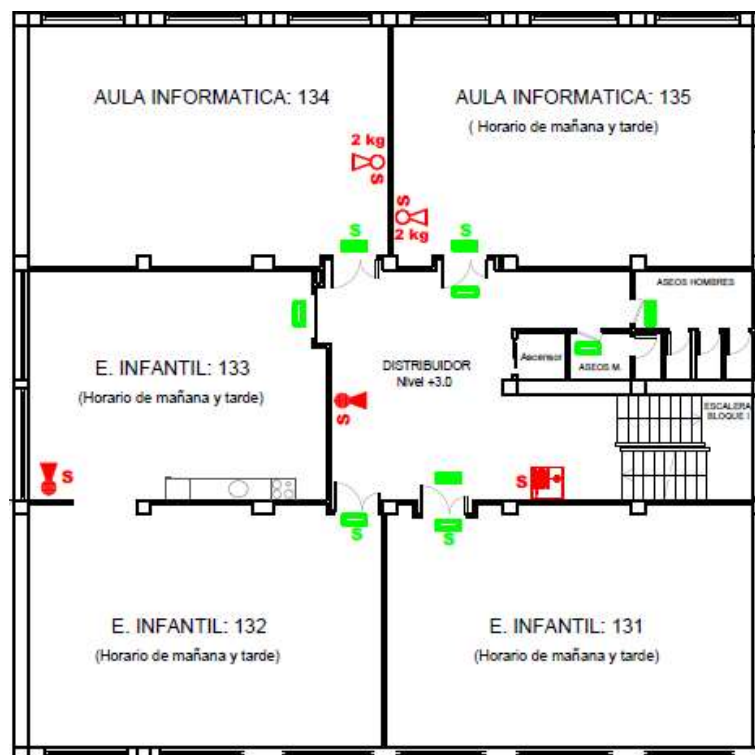 AULA INFORMATICA: 134
AULA INFORMATICA: 135
( Horario de mañana y tarde)
2 kg
S
S
2 kg
S
S
ASEOS HOMBRES
E. INFANTIL: 133
(Horario de mañana y tarde)
DISTRIBUIDOR
Nivel +3.0
Ascensor
ASEOS M.
ESCALERA
BLOQUE I
S
S
S
S
S
E. INFANTIL: 132
(Horario de mañana y tarde)
E. INFANTIL: 131
(Horario de mañana y tarde)